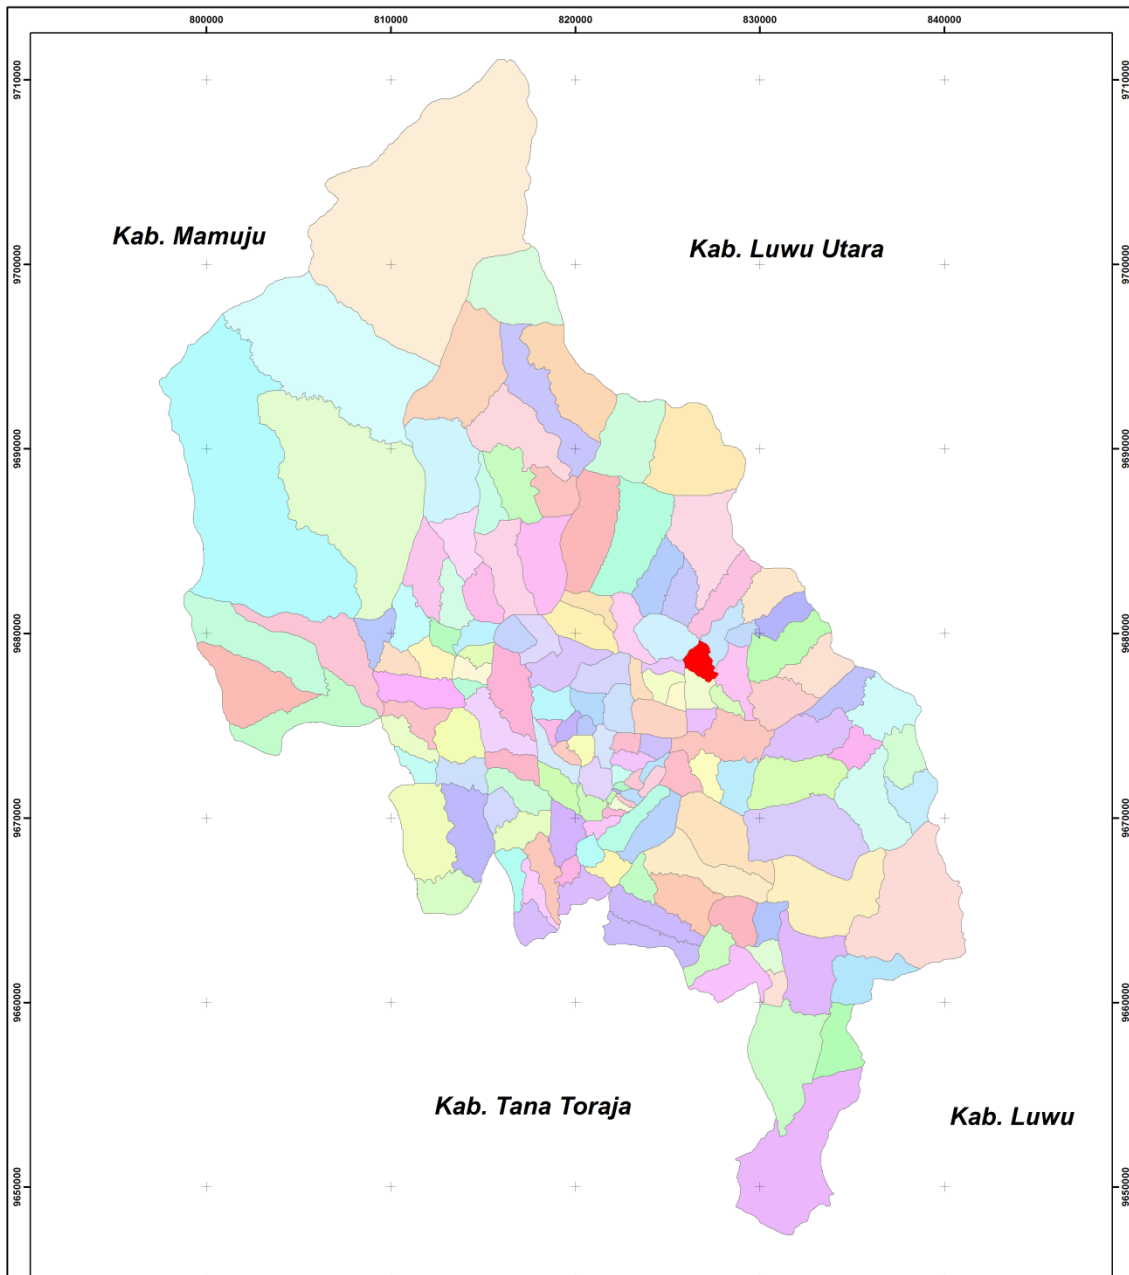 800000 810000 820000 830000 840000
9710000 9710000
Kab. Mamuju
Kab. Luwu Utara
9700000 9700000
9690000 9690000
9680000 9680000
9670000 9670000
9660000 9660000
Kab. Tana Toraja
Kab. Luwu
9650000 9650000